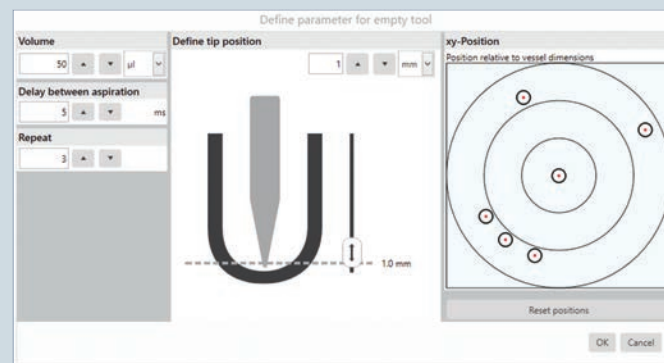 Define parameter for empty tool
Volume
50 µl
Delay between aspiration
5 ms
Repeat
3
Define tip position
1 mm
1.0 mm
xy-Position
Position relative to vessel dimensions
Reset positions
OK Cancel